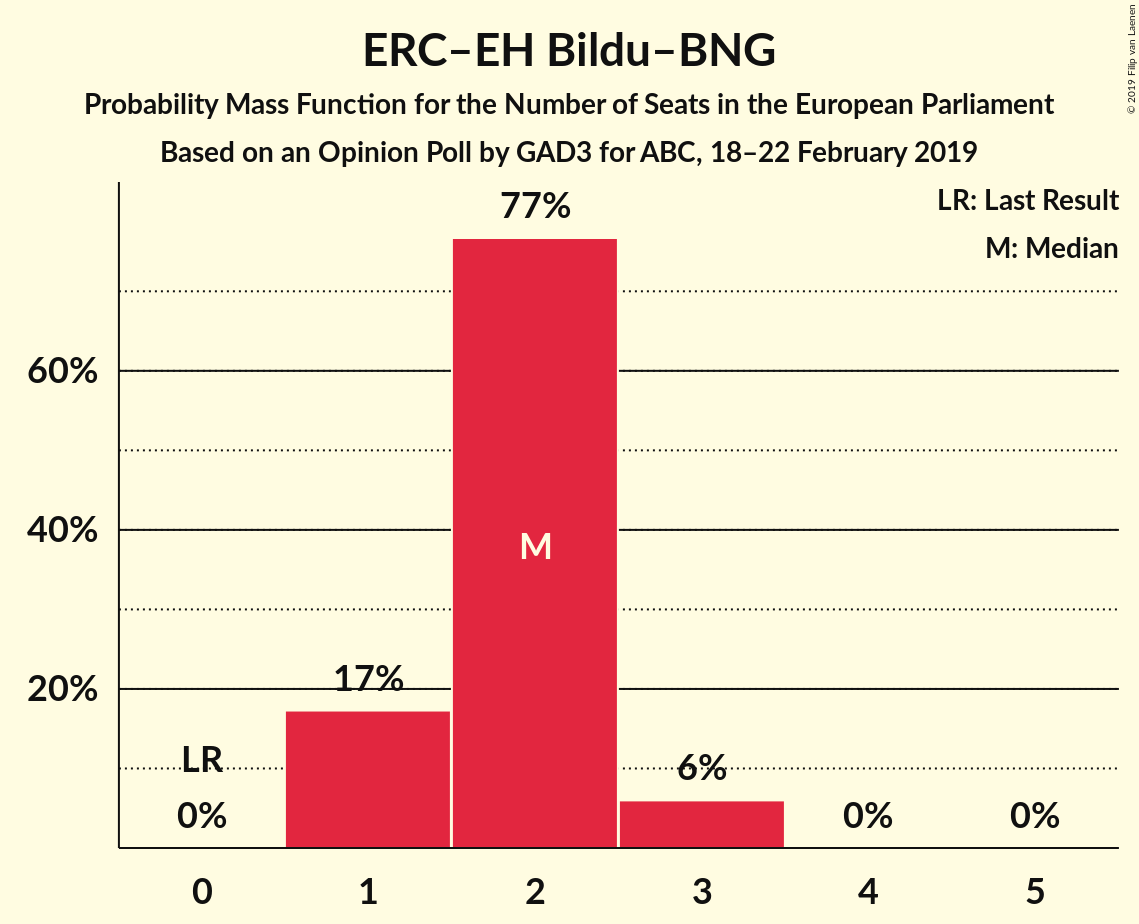 ERC–EH Bildu–BNG
Probability Mass Function for the Number of Seats in the European Parliament
Based on an Opinion Poll by GAD3 for ABC, 18–22 February 2019
© 2019 Filip van Laenen
LR: Last Result
M: Median
77%
60%
40%
M
20%
17%
LR
6%
0%
0%
0%
0
1
2
3
4
5